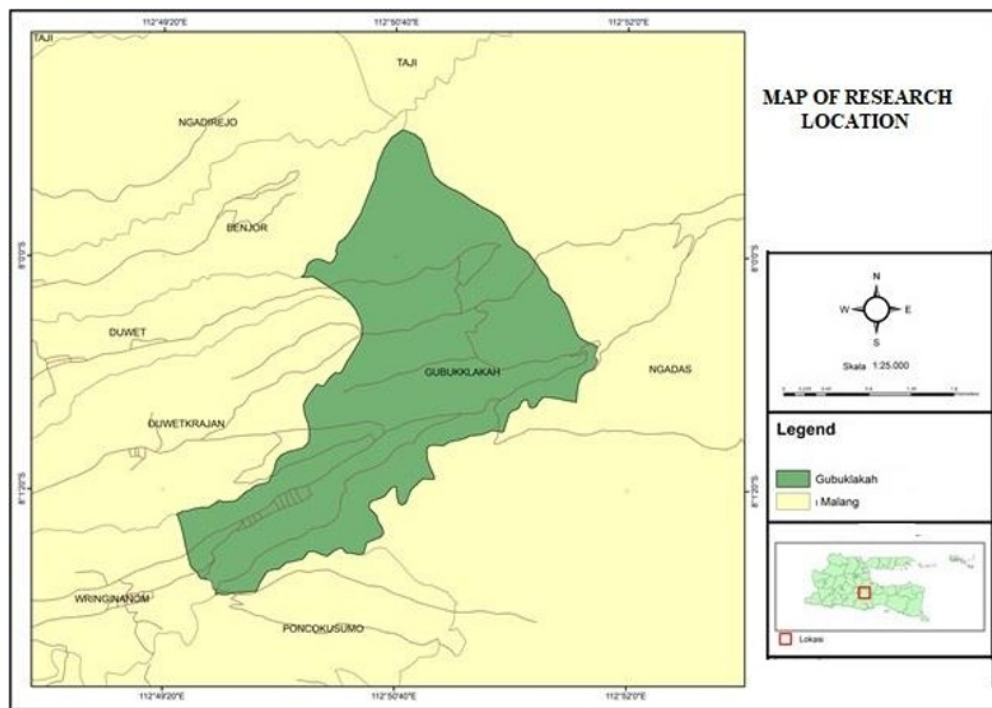 112°49'20"E 112°50'40"E 112°52'0"E
TAJI
TAJI
NGADIREJO
BENJOR
8°0'0"S
8°0'0"S
DUWET
GUBUKKLAKAH
NGADAS
DUWETKRAJAN
8°1'20"S
8°1'20"S
WRINGINANOM
PONCOKUSUMO
112°49'20"E 112°50'40"E 112°52'0"E
MAP OF RESEARCH
LOCATION
N
W E
S
Skala 1:25.000
Legend
Gubuklakah
Malang
Lokasi